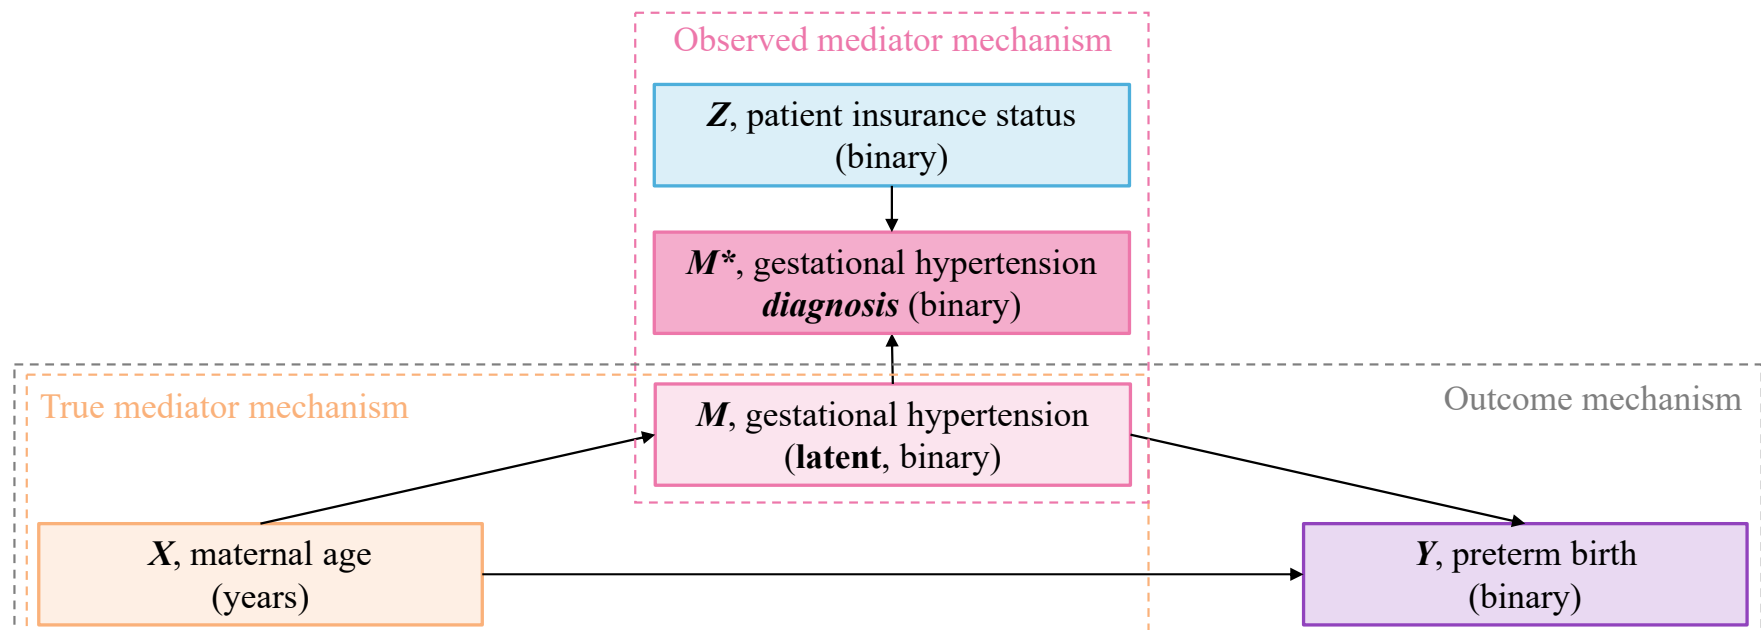 Observed mediator mechanism
Z, patient insurance status
(binary)
M*, gestational hypertension
diagnosis (binary)
True mediator mechanism
M, gestational hypertension
(latent, binary)
Outcome mechanism
X, maternal age
(years)
Y, preterm birth
(binary)